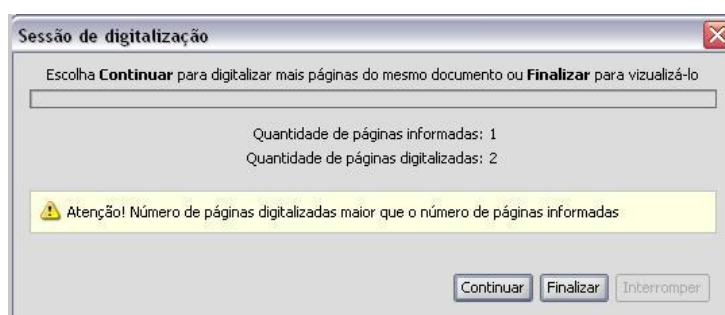 Sessão de digitalização
Escolha Continuar para digitalizar mais páginas do mesmo documento ou Finalizar para vizualizá-lo
Quantidade de páginas informadas: 1
Quantidade de páginas digitalizadas: 2
Atenção! Número de páginas digitalizadas maior que o número de páginas informadas
Continuar Finalizar Interromper